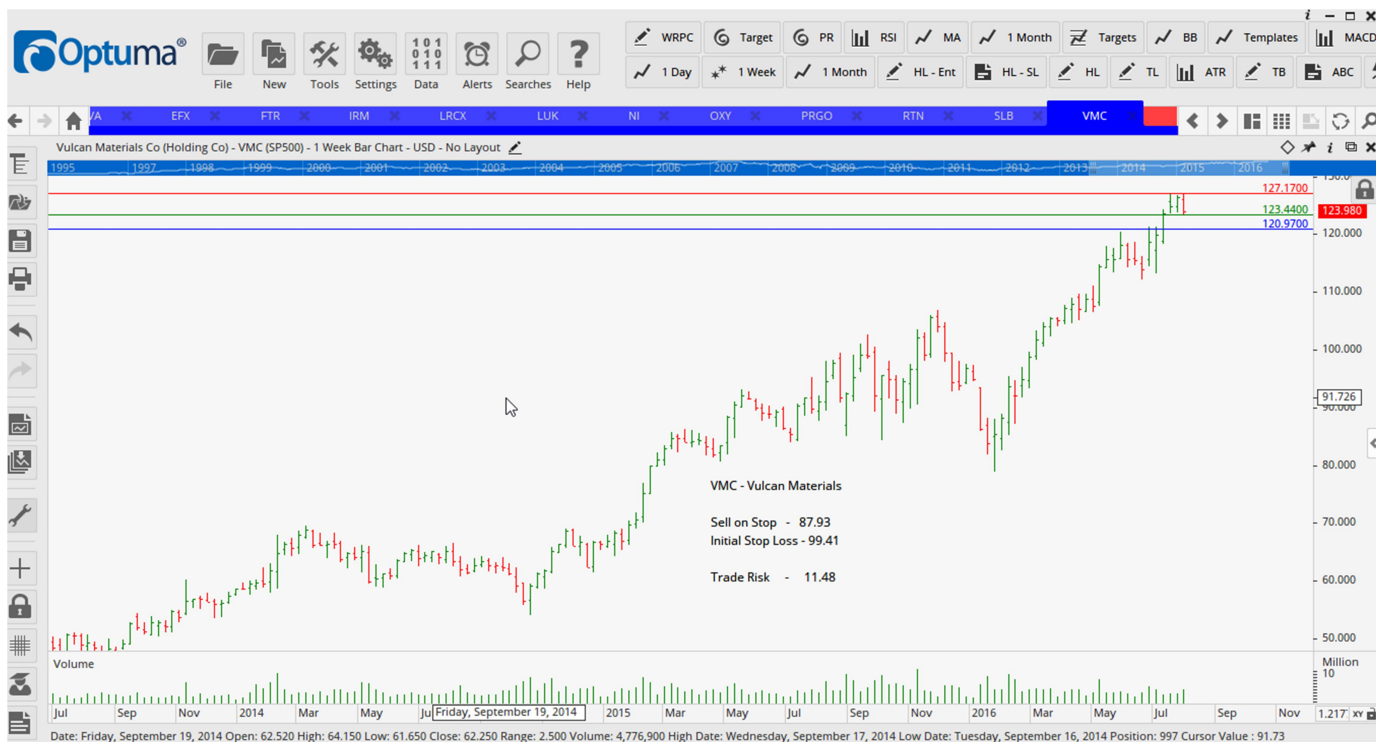 Optuma®
File
New
Tools
Settings
101
010
111
Data
Alerts
Searches
?
Help
WRPC
Target
PR
RSI
MA
1 Month
Targets
BB
Templates
MACD
1 Day
1 Week
1 Month
HL - Ent
HL - SL
HL
TL
ATR
TB
ABC
VA
EFX
FTR
IRM
LRCX
LUK
NI
OXY
PRGO
RTN
SLB
VMC
Vulcan Materials Co (Holding Co) - VMC (SP500) - 1 Week Bar Chart - USD - No Layout
1995 1997 1998 1999 2000 2001 2002 2003 2004 2005 2006 2007 2008 2009 2010 2011 2012 2013 2014 2015 2016
127.1700
123.4400
123.980
120.9700
120.000
110.000
100.000
91.726
90.000
80.000
70.000
60.000
50.000
VMC - Vulcan Materials
Sell on Stop - 87.93
Initial Stop Loss - 99.41
Trade Risk - 11.48
Volume
Million
10
Jul Sep Nov 2014 Mar May Friday, September 19, 2014 2015 Mar May Jul Sep Nov 2016 Mar May Jul Sep Nov
XY
Date: Friday, September 19, 2014 Open: 62.520 High: 64.150 Low: 61.650 Close: 62.250 Range: 2.500 Volume: 4,776,900 High Date: Wednesday, September 17, 2014 Low Date: Tuesday, September 16, 2014 Position: 997 Cursor Value : 91.73